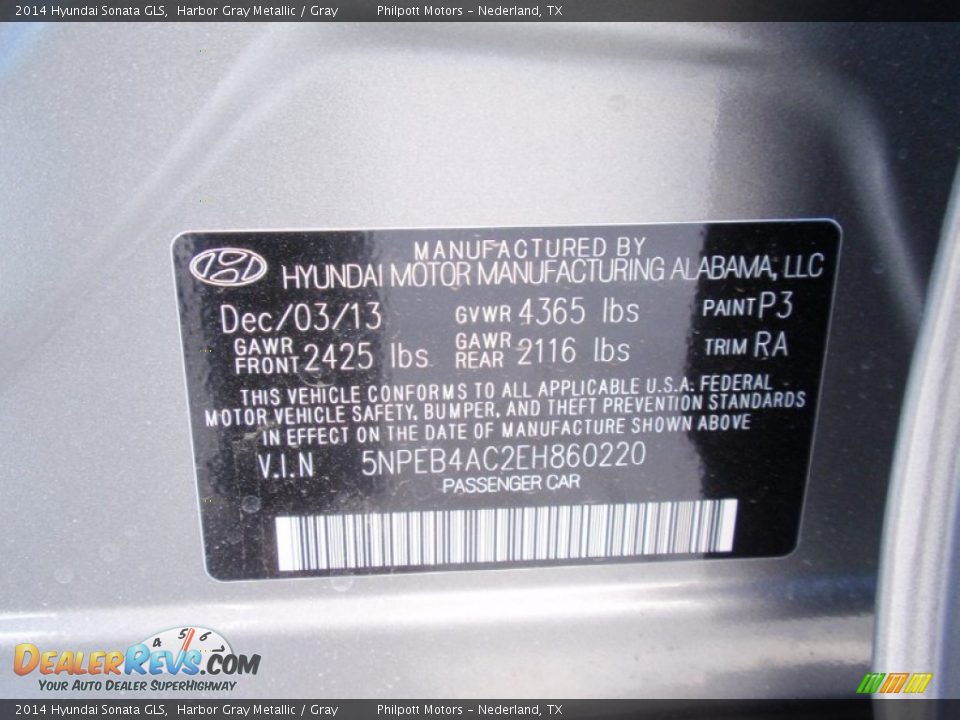 2014 Hyundai Sonata GLS,  Harbor Gray Metallic / Gray        Philpott Motors - Nederland, TX
MANUFACTURED BY
HYUNDAI MOTOR MANUFACTURING ALABAMA, LLC
Dec/03/13 GVWR 4365 lbs PAINT P3
GAWR FRONT 2425 lbs GAWR REAR 2116 lbs TRIM RA
THIS VEHICLE CONFORMS TO ALL APPLICABLE U.S.A. FEDERAL
MOTOR VEHICLE SAFETY, BUMPER, AND THEFT PREVENTION STANDARDS
IN EFFECT ON THE DATE OF MANUFACTURE SHOWN ABOVE
V.I.N 5NPEB4AC2EH860220
PASSENGER CAR
4 5 6 7
DEALERREVS.COM
YOUR AUTO DEALER SUPERHIGHWAY
2014 Hyundai Sonata GLS,  Harbor Gray Metallic / Gray        Philpott Motors - Nederland, TX